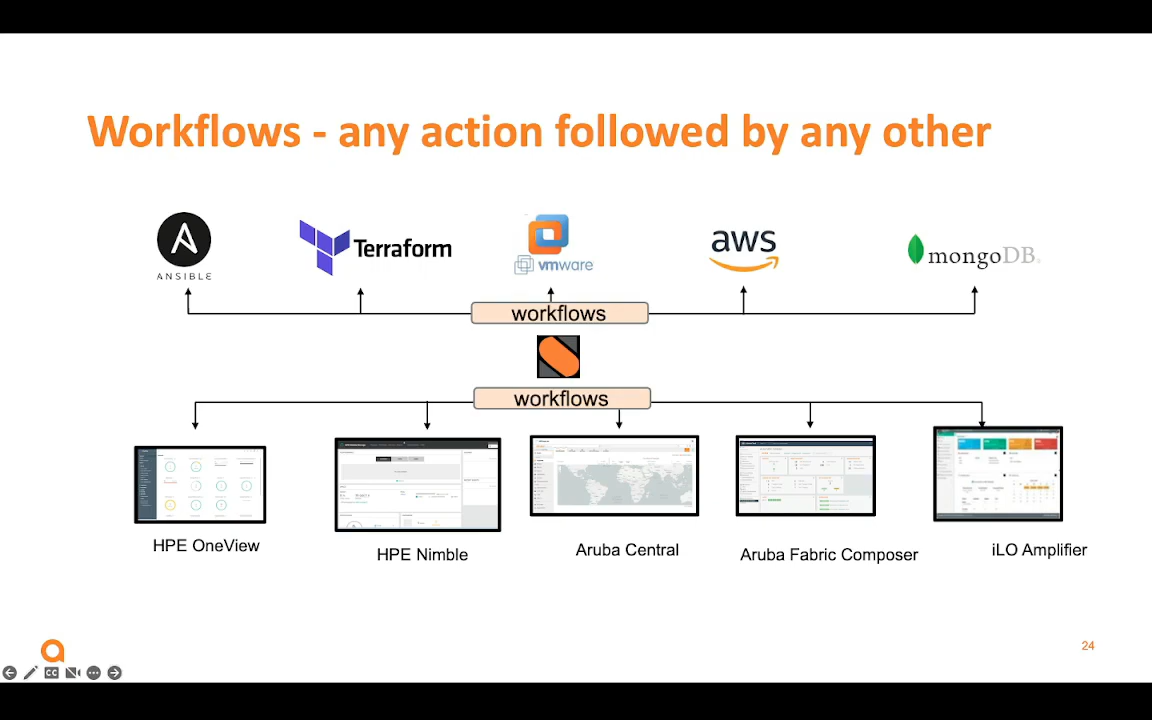 Workflows - any action followed by any other
ANSIBLE
Terraform
vmware
aws
mongoDB
workflows
workflows
HPE OneView
HPE Nimble
Aruba Central
Aruba Fabric Composer
iLO Amplifier
24
CC